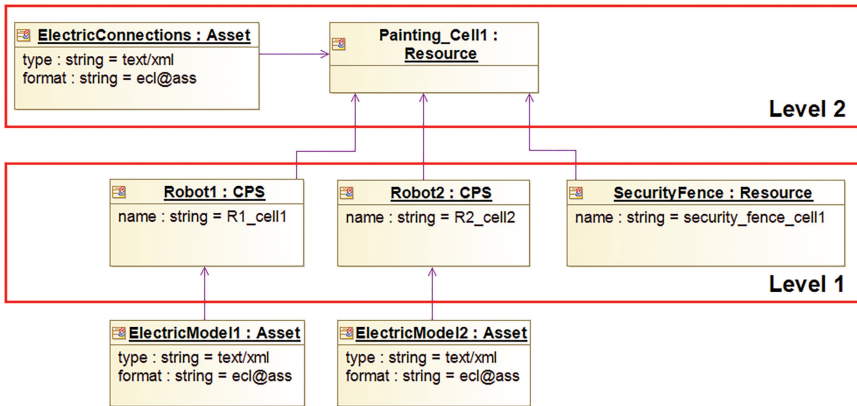 ElectricConnections : Asset
type : string = text/xml
format : string = ecl@ass
Painting_Cell1 :
Resource
Level 2
Robot1 : CPS
name : string = R1_cell1
Robot2 : CPS
name : string = R2_cell2
SecurityFence : Resource
name : string = security_fence_cell1
Level 1
ElectricModel1 : Asset
type : string = text/xml
format : string = ecl@ass
ElectricModel2 : Asset
type : string = text/xml
format : string = ecl@ass